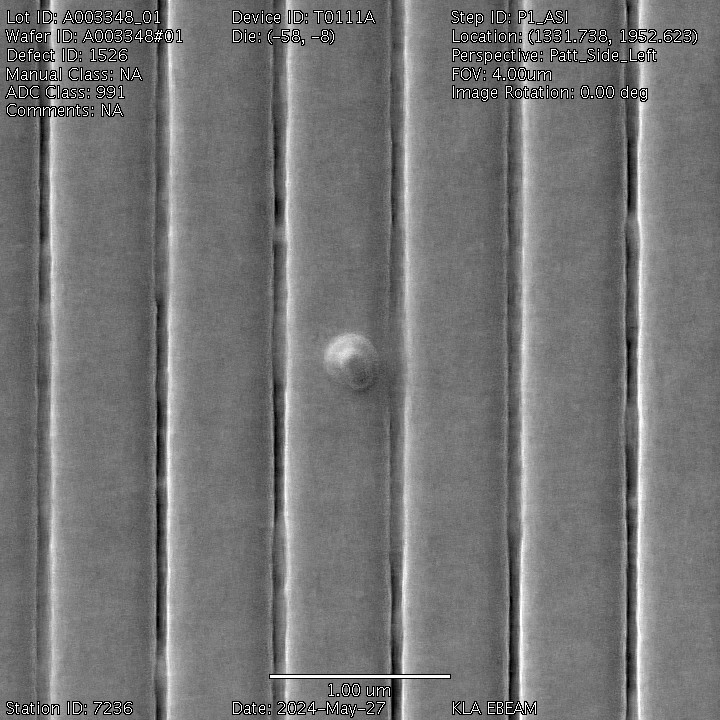 Lot ID: A003348_01
Wafer ID: A003348#01
Defect ID: 1526
Manual Class: NA
ADC Class: 991
Comments: NA
Device ID: T0111A
Die: (-58, -8)
Step ID: P1_ASI
Location: (1331.738, 1952.623)
Perspective: Patt_Side_Left
FOV: 4.00um
Image Rotation: 0.00 deg
1.00 um
Station ID: 7236
Date: 2024-May-27
KLA EBEAM